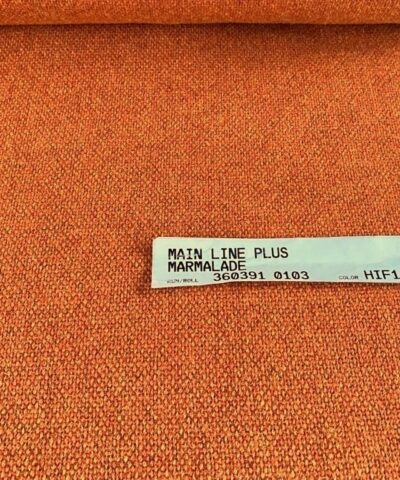 MAIN LINE PLUS
MARMALADE
360391 0103 COLOR HIF1